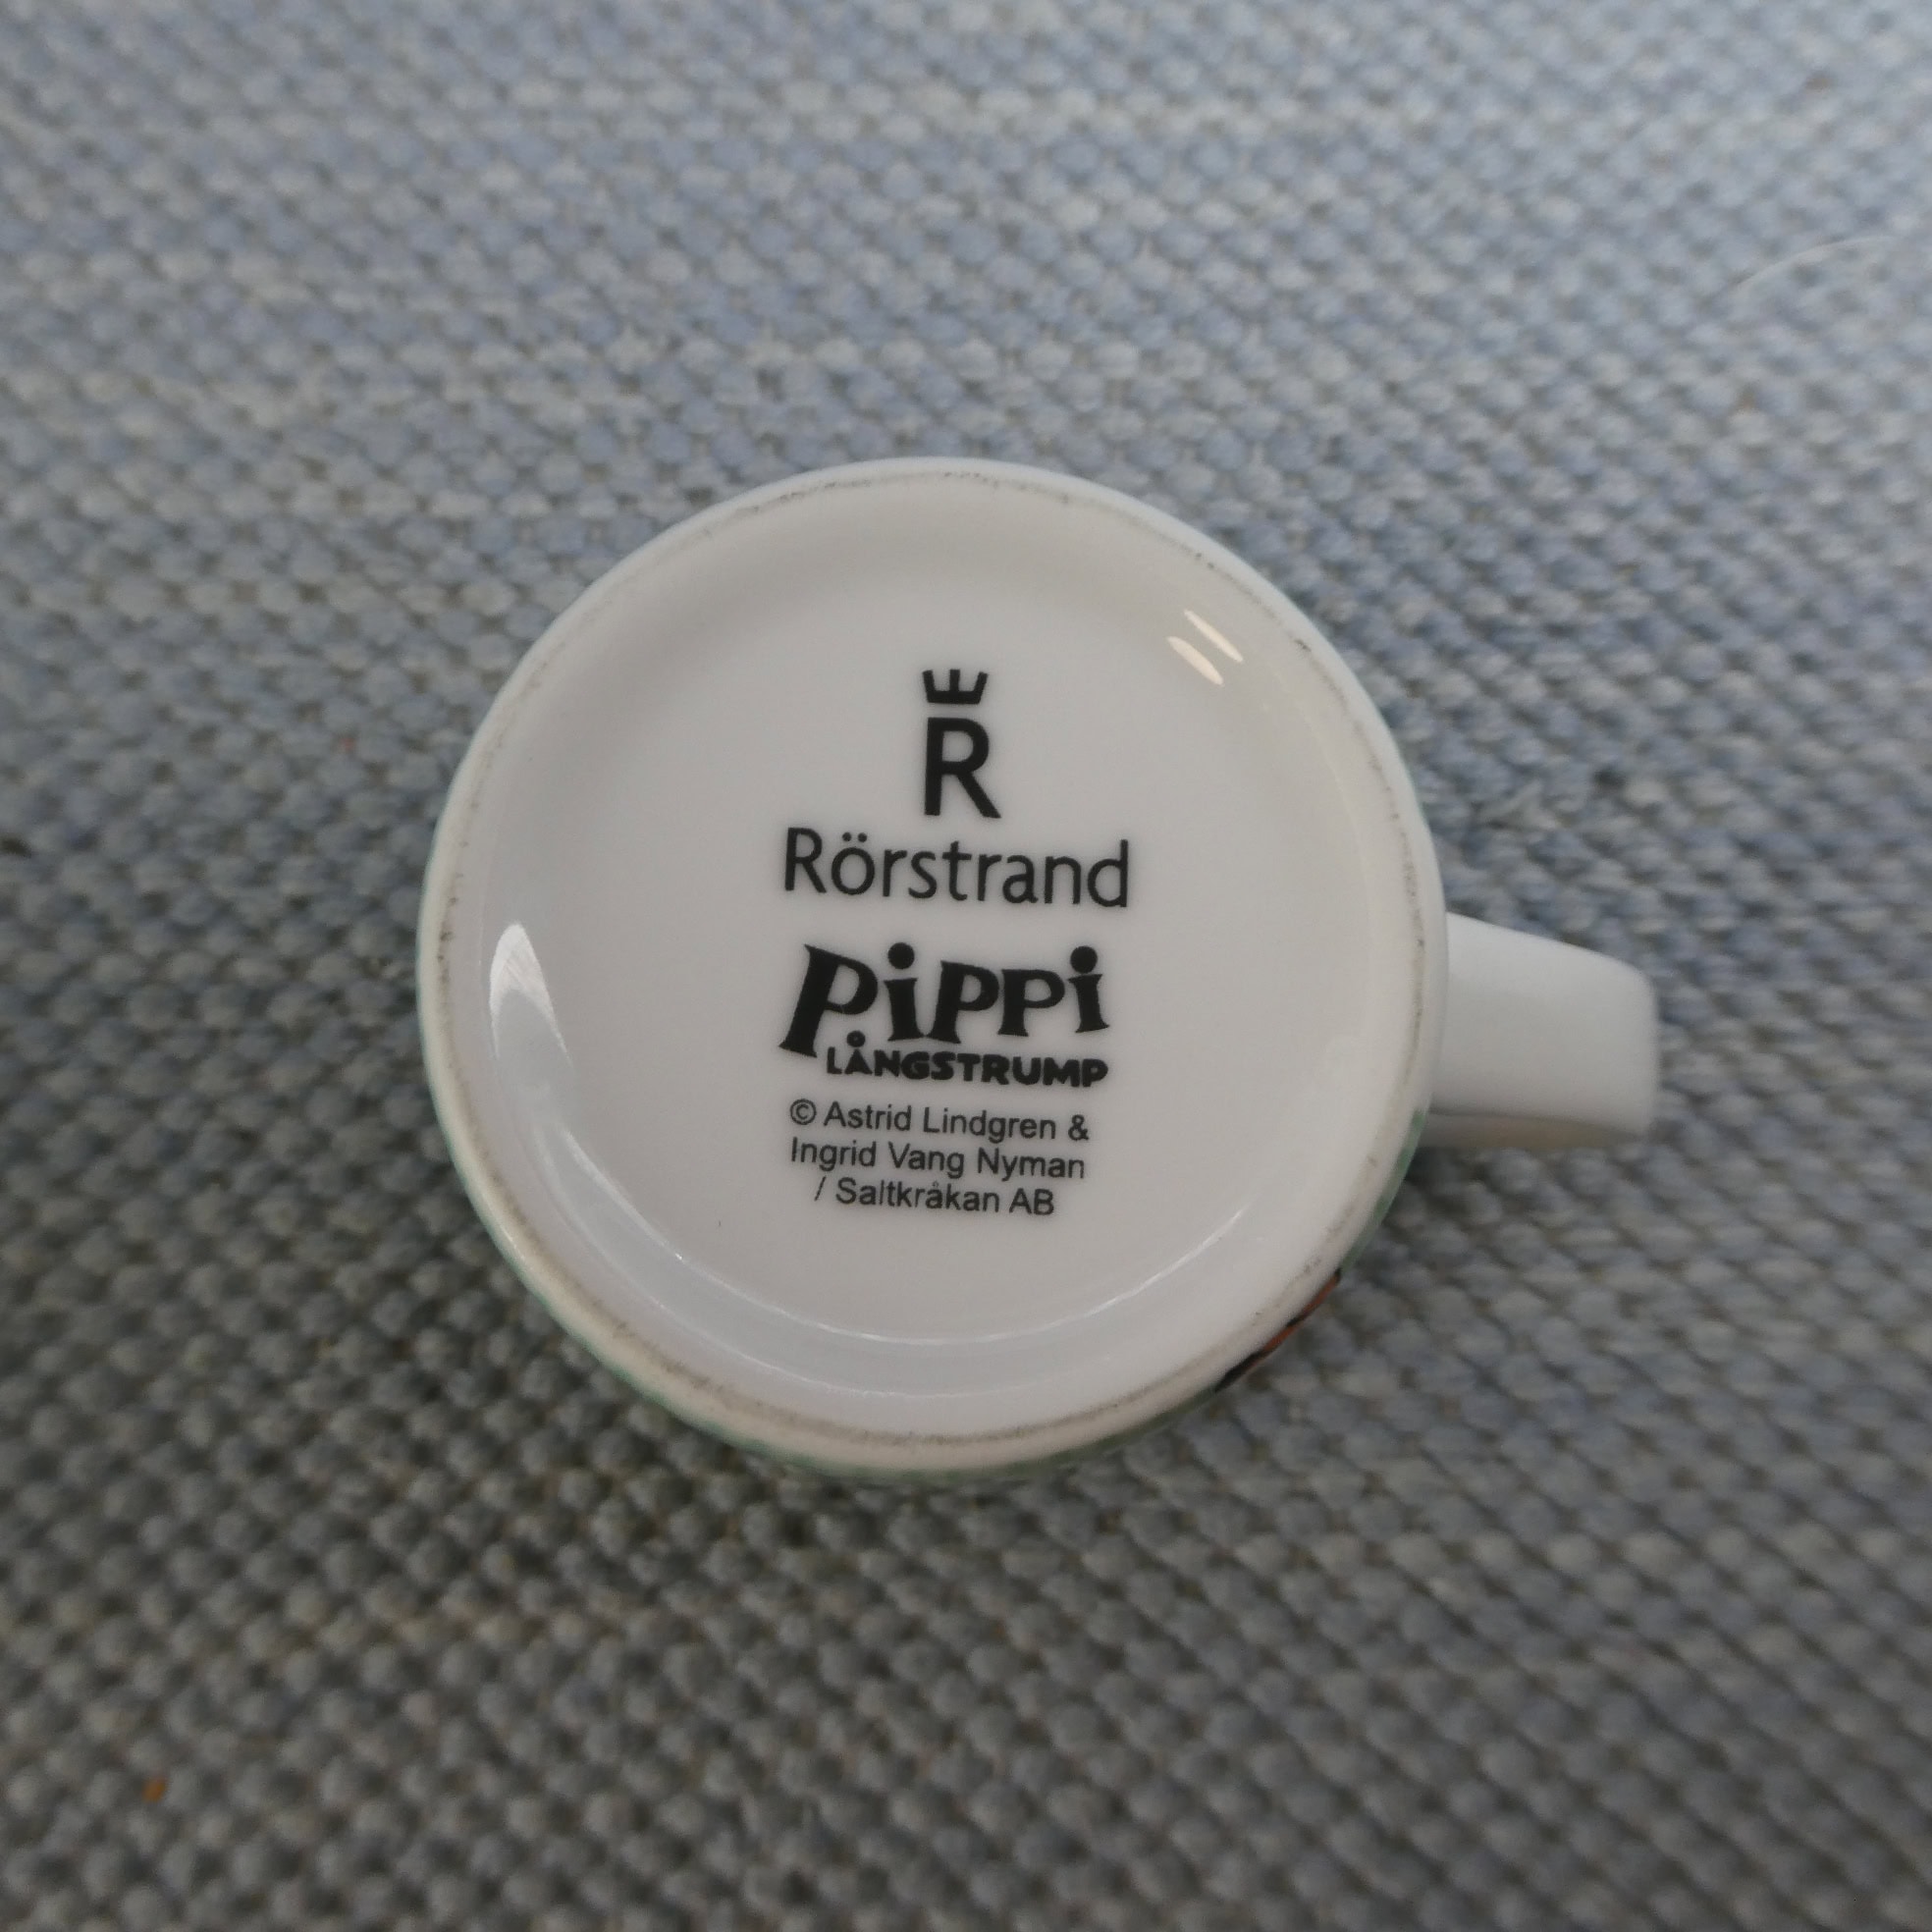 R
Rörstrand
PiPPi
LÅNGSTRUMP
© Astrid Lindgren &
Ingrid Vang Nyman
/ Saltkråkan AB